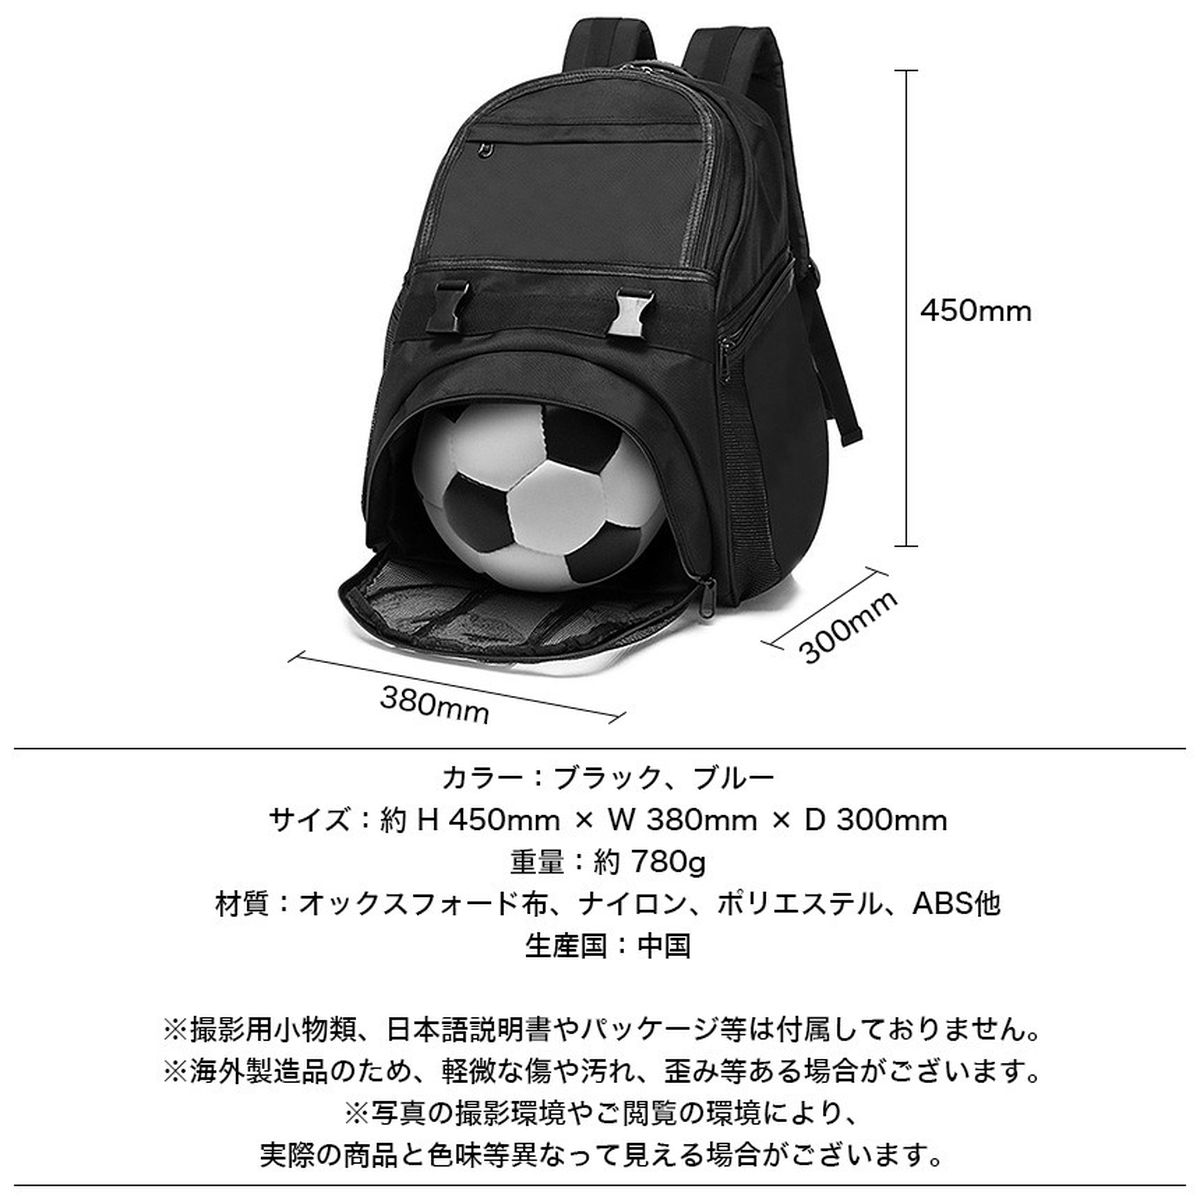 450mm
300mm
380mm
カラー：ブラック、ブルー
サイズ：約 H 450mm × W 380mm × D 300mm
重量：約 780g
材質：オックスフォード布、ナイロン、ポリエステル、ABS他
生産国：中国
※撮影用小物類、日本語説明書やパッケージ等は付属しておりません。
※海外製造品のため、軽微な傷や汚れ、歪み等ある場合がございます。
※写真の撮影環境やご閲覧の環境により、
実際の商品と色味等異なって見える場合がございます。